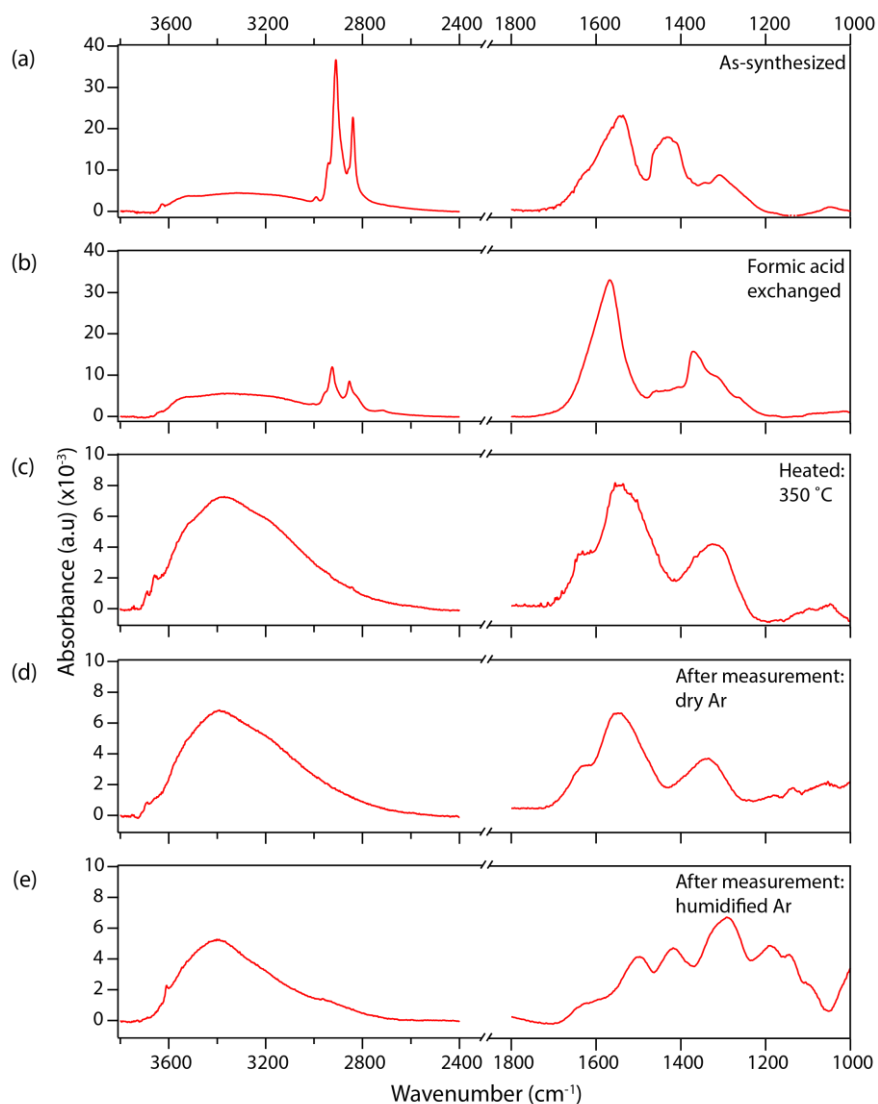 3600 3200 2800 2400 1800 1600 1400 1200 1000
(a)
40
30
20
10
0
As-synthesized
(b)
40
30
20
10
0
Formic acid
exchanged
(c)
10
8
6
4
2
0
Heated:
350 ˚C
Absorbance (a.u) (x10⁻³)
(d)
10
8
6
4
2
0
After measurement:
dry Ar
(e)
10
8
6
4
2
0
After measurement:
humidified Ar
3600 3200 2800 2400 1800 1600 1400 1200 1000
Wavenumber (cm⁻¹)